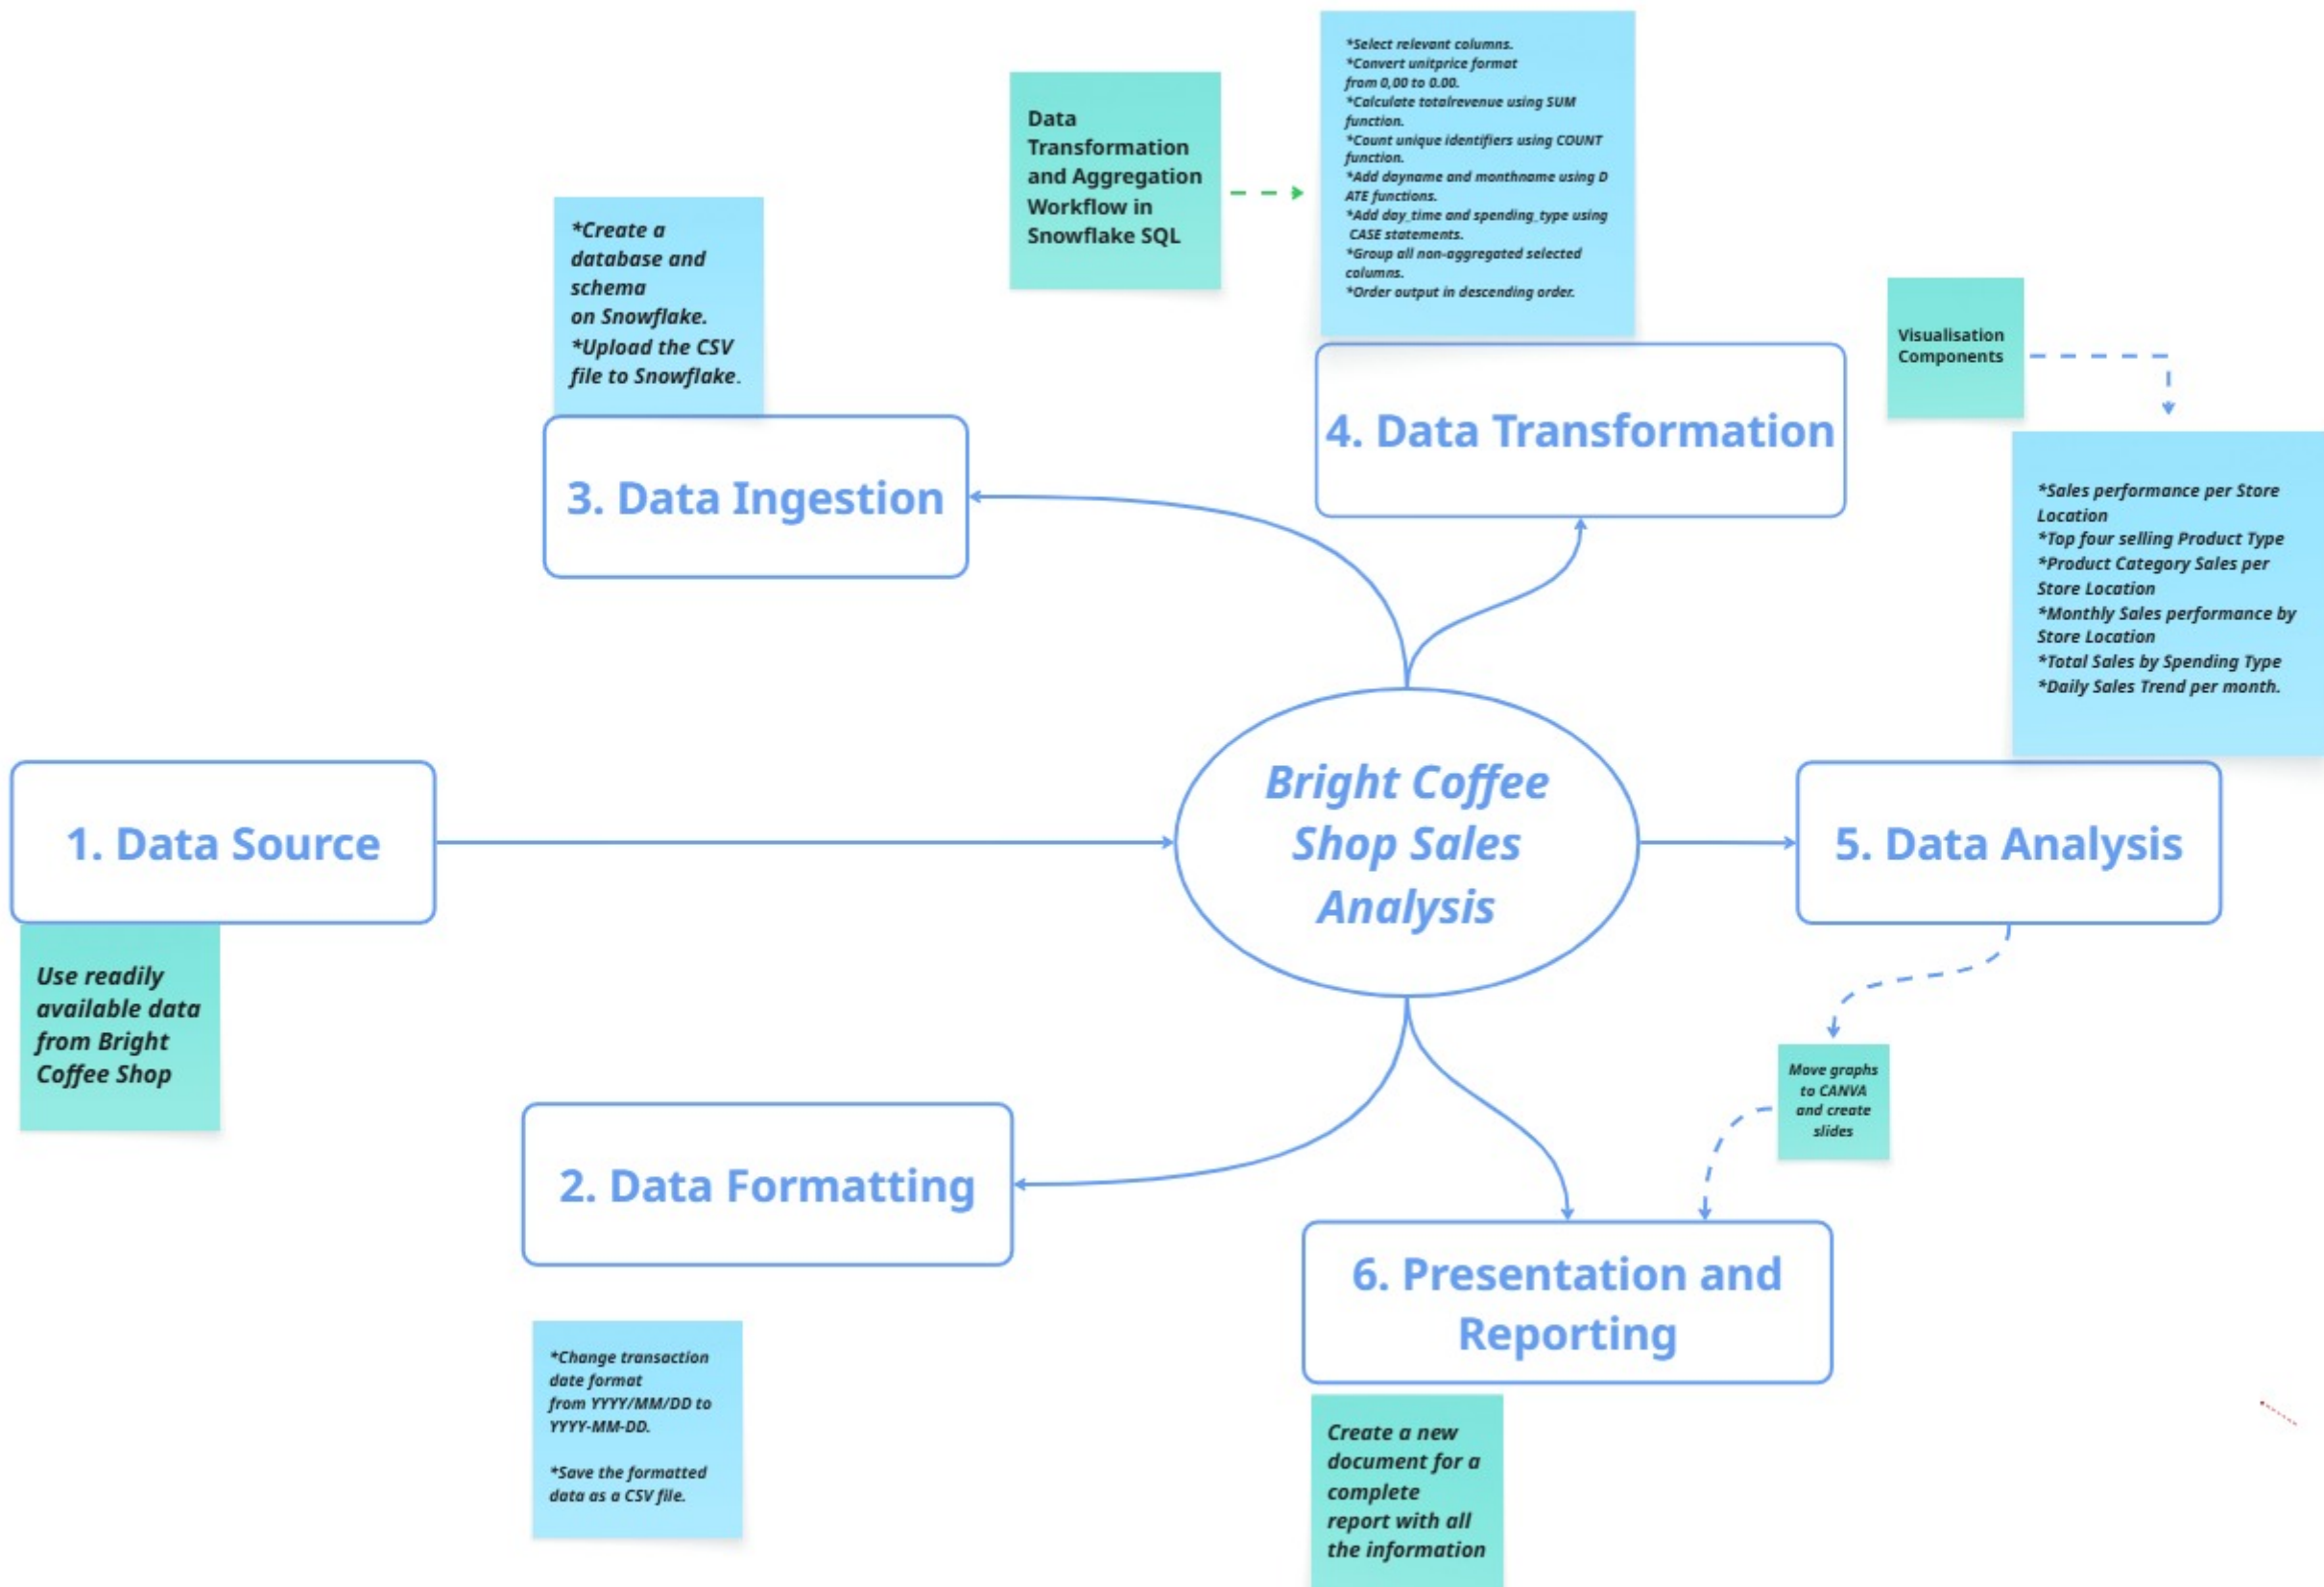 *Select relevant columns.
*Convert unitprice format
from 0,00 to 0.00.
*Calculate totalrevenue using SUM
function.
*Count unique identifiers using COUNT
function.
*Add dayname and monthname using D
ATE functions.
*Add day_time and spending_type using
CASE statements.
*Group all non-aggregated selected
columns.
*Order output in descending order.
Data
Transformation
and Aggregation
Workflow in
Snowflake SQL
*Create a
database and
schema
on Snowflake.
*Upload the CSV
file to Snowflake.
Visualisation
Components
4. Data Transformation
3. Data Ingestion
*Sales performance per Store
Location
*Top four selling Product Type
*Product Category Sales per
Store Location
*Monthly Sales performance by
Store Location
*Total Sales by Spending Type
*Daily Sales Trend per month.
1. Data Source
Bright Coffee
Shop Sales
Analysis
5. Data Analysis
Use readily
available data
from Bright
Coffee Shop
Move graphs
to CANVA
and create
slides
2. Data Formatting
6. Presentation and
Reporting
*Change transaction
date format
from YYYY/MM/DD to
YYYY-MM-DD.
*Save the formatted
data as a CSV file.
Create a new
document for a
complete
report with all
the information